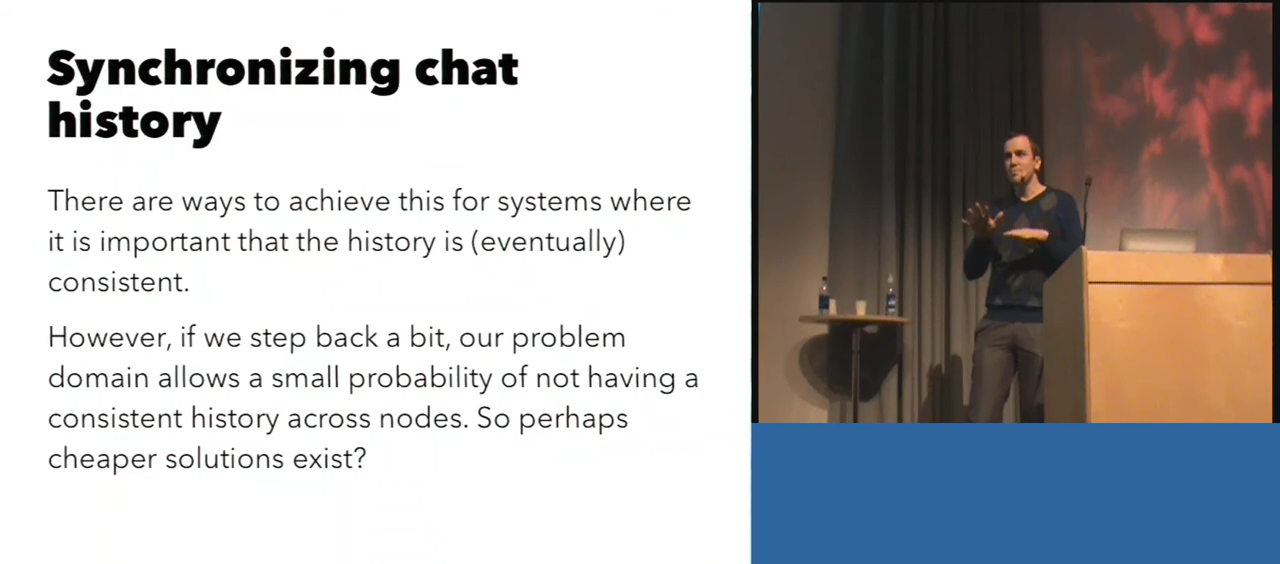 Synchronizing chat
history
There are ways to achieve this for systems where
it is important that the history is (eventually)
consistent.
However, if we step back a bit, our problem
domain allows a small probability of not having a
consistent history across nodes. So perhaps
cheaper solutions exist?